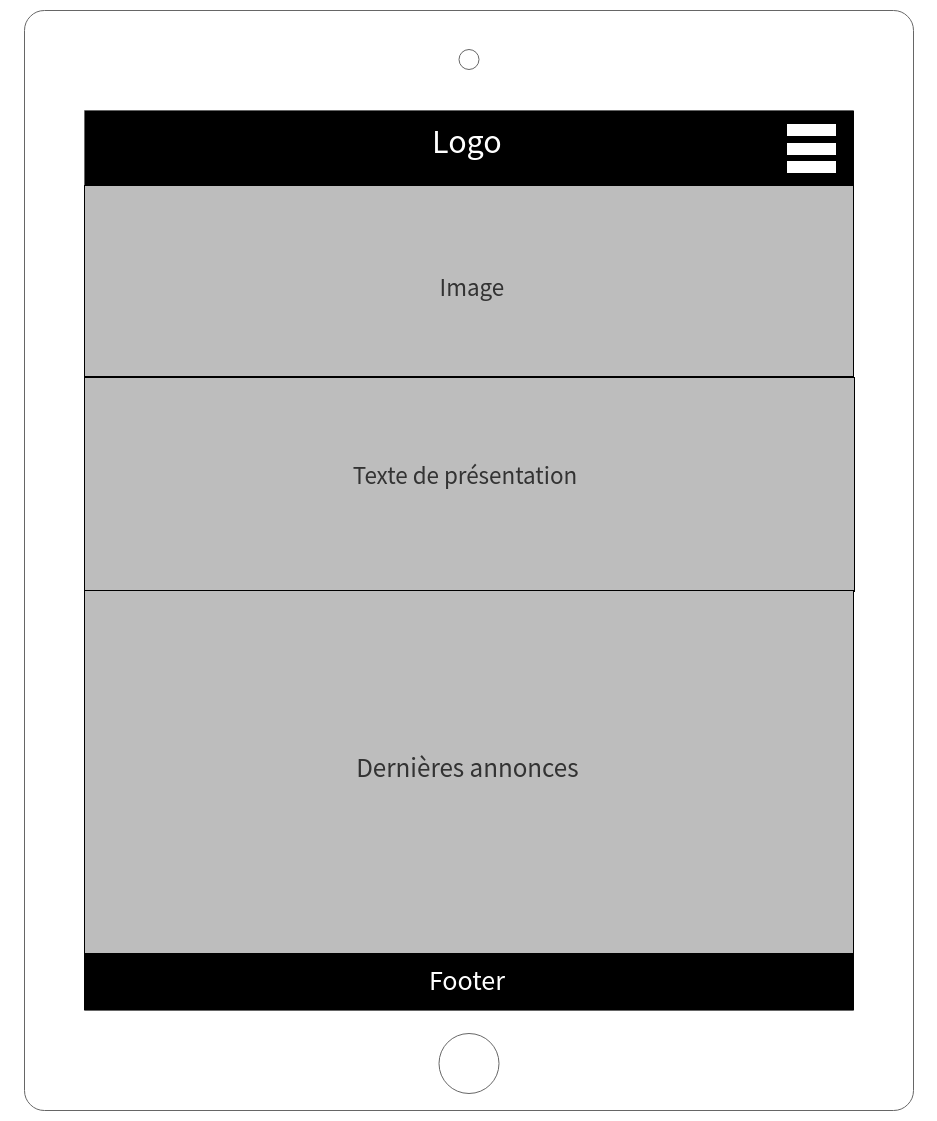 Logo
Image
Texte de présentation
Dernières annonces
Footer